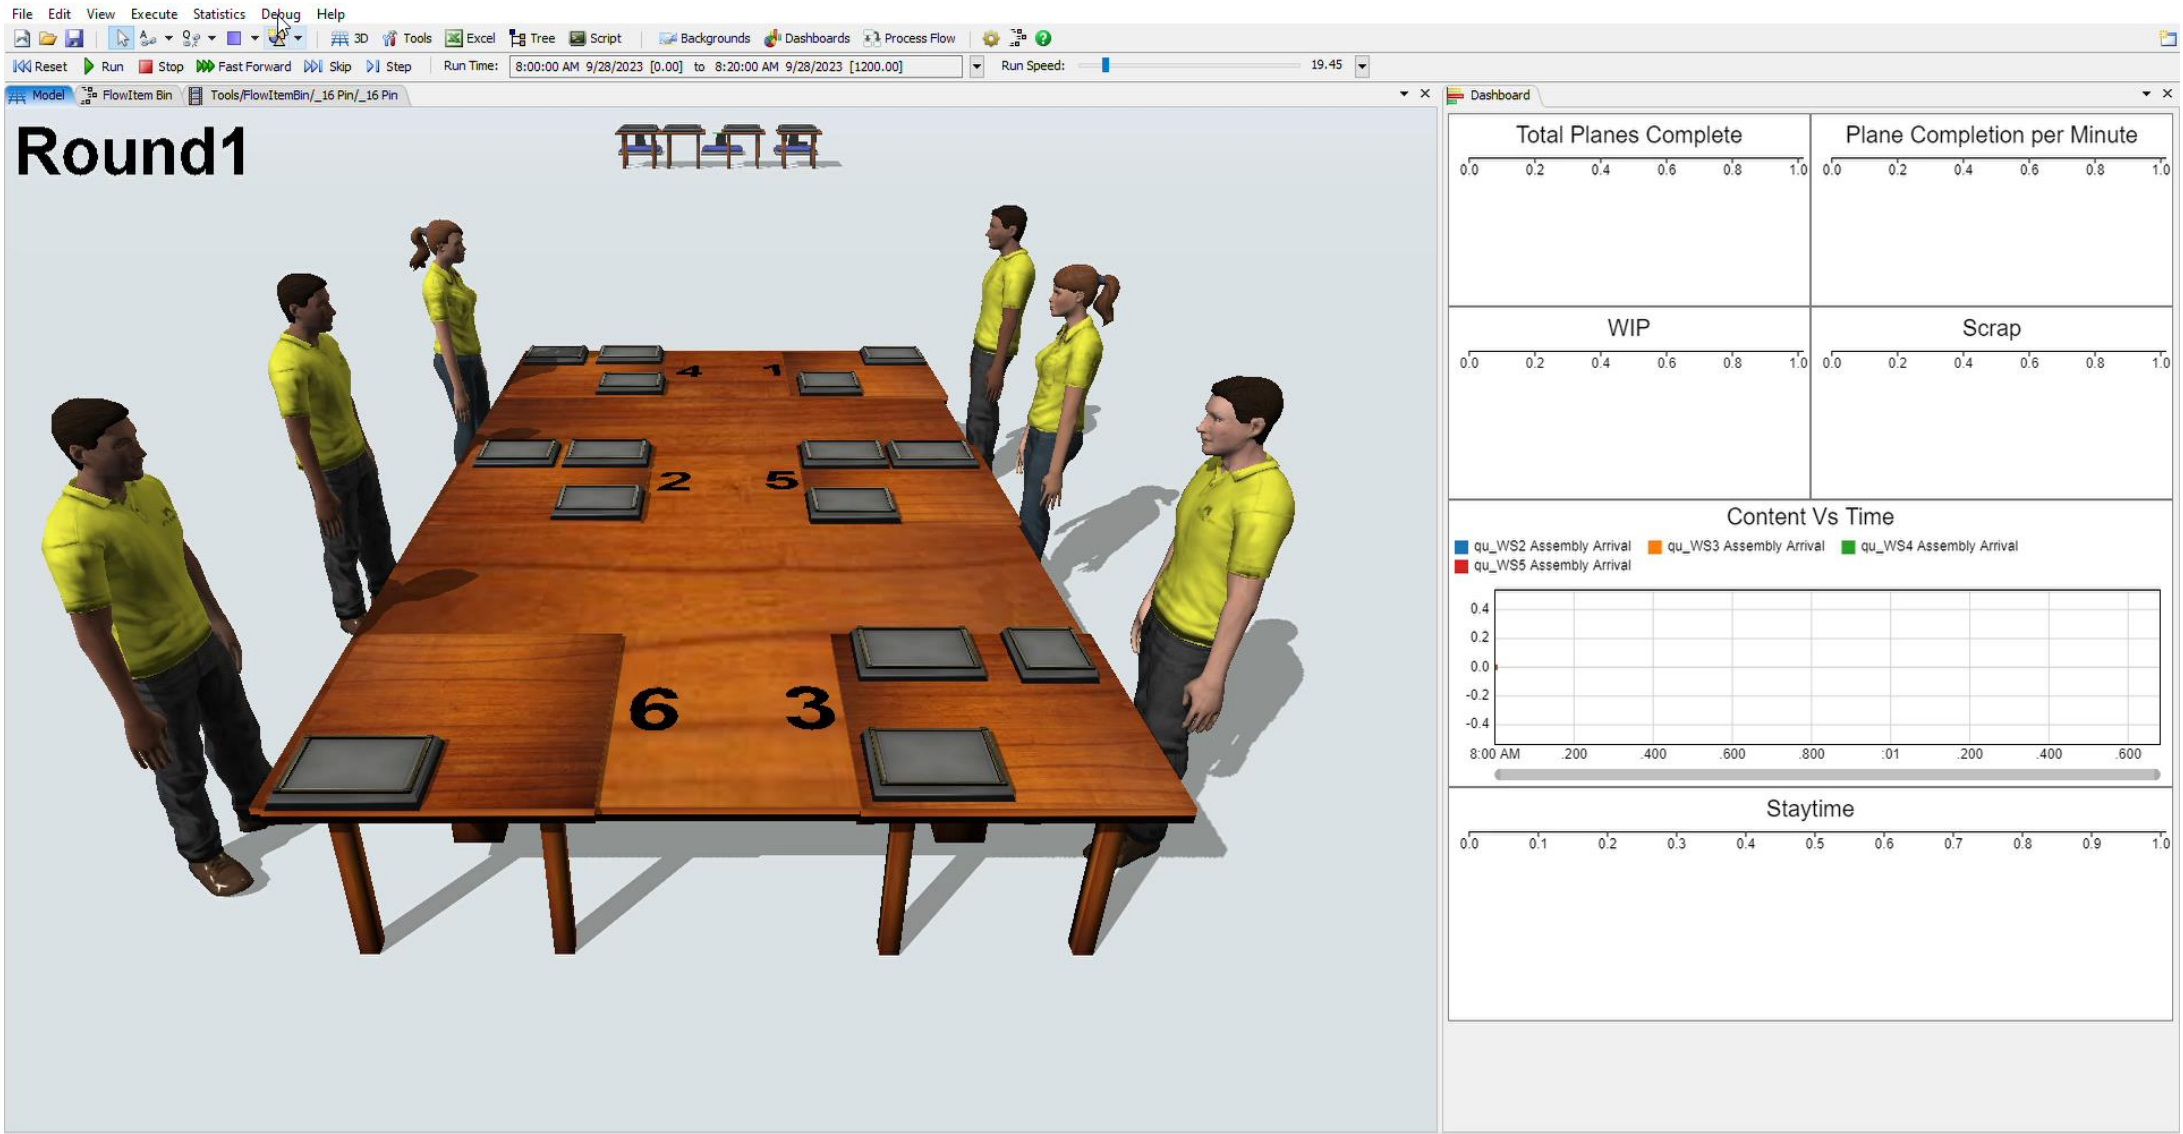 File Edit View Execute Statistics Debug Help
3D Tools Excel Tree Script Backgrounds Dashboards Process Flow
Reset Run Stop Fast Forward Skip Step Run Time: 8:00:00 AM 9/28/2023 [0.00] to 8:20:00 AM 9/28/2023 [1200.00] Run Speed: 19.45
Model FlowItem Bin Tools/FlowItemBin/_16 Pin/_16 Pin
Round1
4 1
2 5
6 3
Dashboard
Total Planes Complete
0.0 0.2 0.4 0.6 0.8 1.0
Plane Completion per Minute
0.0 0.2 0.4 0.6 0.8 1.0
WIP
0.0 0.2 0.4 0.6 0.8 1.0
Scrap
0.0 0.2 0.4 0.6 0.8 1.0
Content Vs Time
qu_WS2 Assembly Arrival qu_WS3 Assembly Arrival qu_WS4 Assembly Arrival
qu_WS5 Assembly Arrival
0.4
0.2
0.0
-0.2
-0.4
8:00 AM .200 .400 .600 .800 :01 .200 .400 .600
Staytime
0.0 0.1 0.2 0.3 0.4 0.5 0.6 0.7 0.8 0.9 1.0